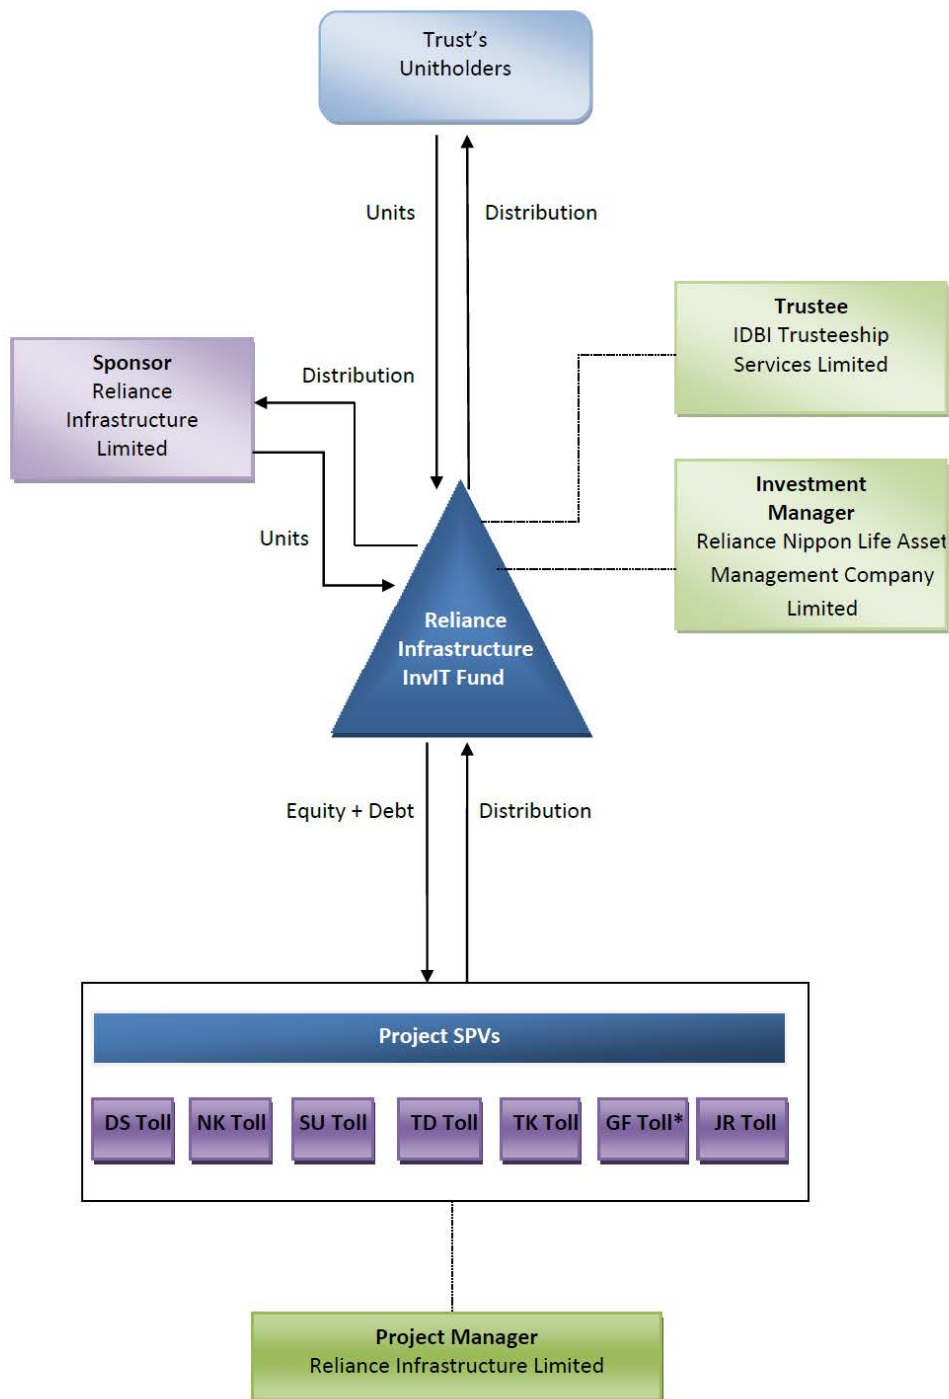 Trust’s
Unitholders
Units
Distribution
Trustee
IDBI Trusteeship
Services Limited
Sponsor
Reliance
Infrastructure
Limited
Distribution
Units
Investment
Manager
Reliance Nippon Life Asset
Management Company
Limited
Reliance
Infrastructure
InvIT Fund
Equity + Debt
Distribution
Project SPVs
DS Toll
NK Toll
SU Toll
TD Toll
TK Toll
GF Toll*
JR Toll
Project Manager
Reliance Infrastructure Limited